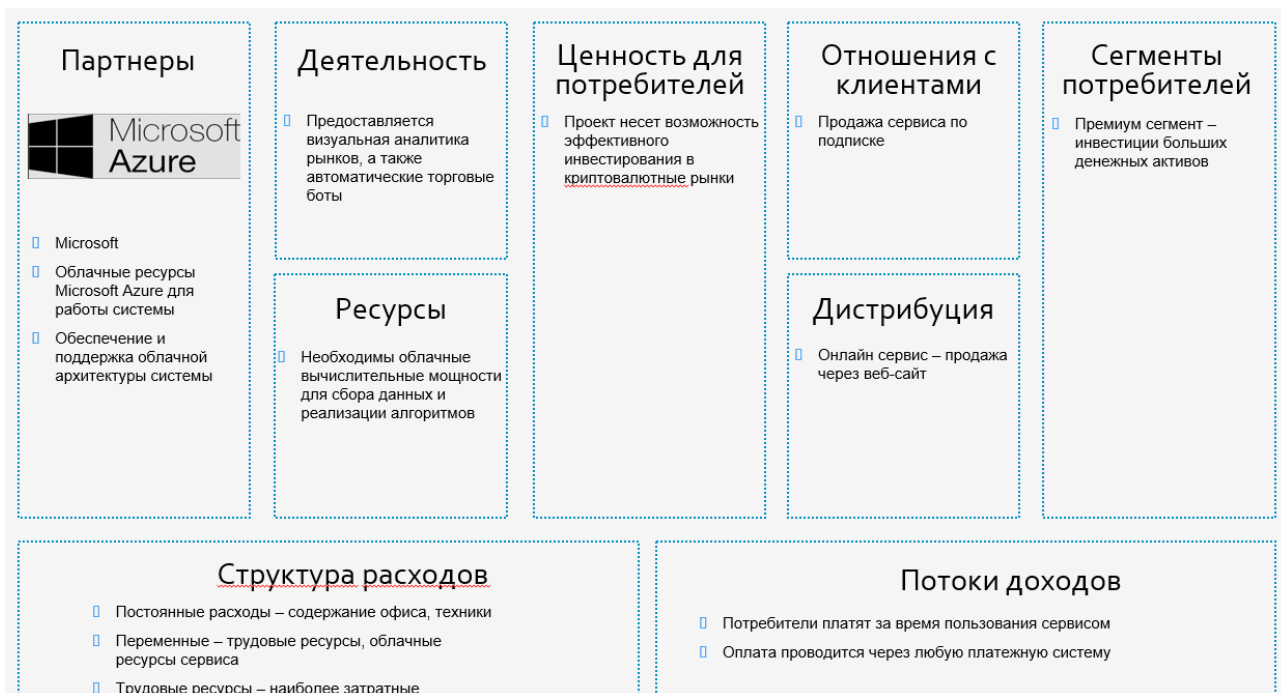 Партнеры
Microsoft
Azure
Microsoft
Облачные ресурсы
Microsoft Azure для
работы системы
Обеспечение и
поддержка облачной
архитектуры системы
Деятельность
Предоставляется
визуальная аналитика
рынков, а также
автоматические торговые
боты
Ресурсы
Необходимы облачные
вычислительные мощности
для сбора данных и
реализации алгоритмов
Ценность для
потребителей
Проект несет возможность
эффективного
инвестирования в
криптовалютные рынки
Отношения с
клиентами
Продажа сервиса по
подписке
Дистрибуция
Онлайн сервис – продажа
через веб-сайт
Сегменты
потребителей
Премиум сегмент –
инвестиции больших
денежных активов
Структура расходов
Постоянные расходы – содержание офиса, техники
Переменные – трудовые ресурсы, облачные
ресурсы сервиса
Трудовые ресурсы – наиболее затратные
Потоки доходов
Потребители платят за время пользования сервисом
Оплата проводится через любую платежную систему